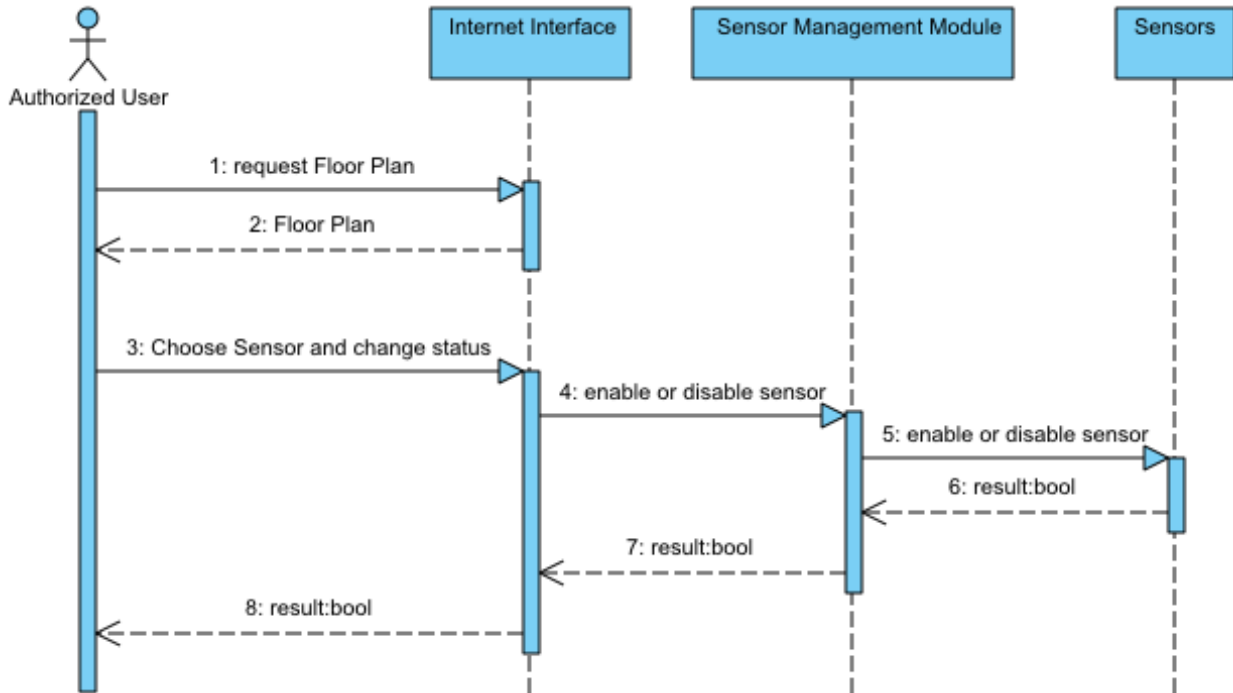 Internet Interface
Sensor Management Module
Sensors
Authorized User
1: request Floor Plan
2: Floor Plan
3: Choose Sensor and change status
4: enable or disable sensor
5: enable or disable sensor
6: result:bool
7: result:bool
8: result:bool